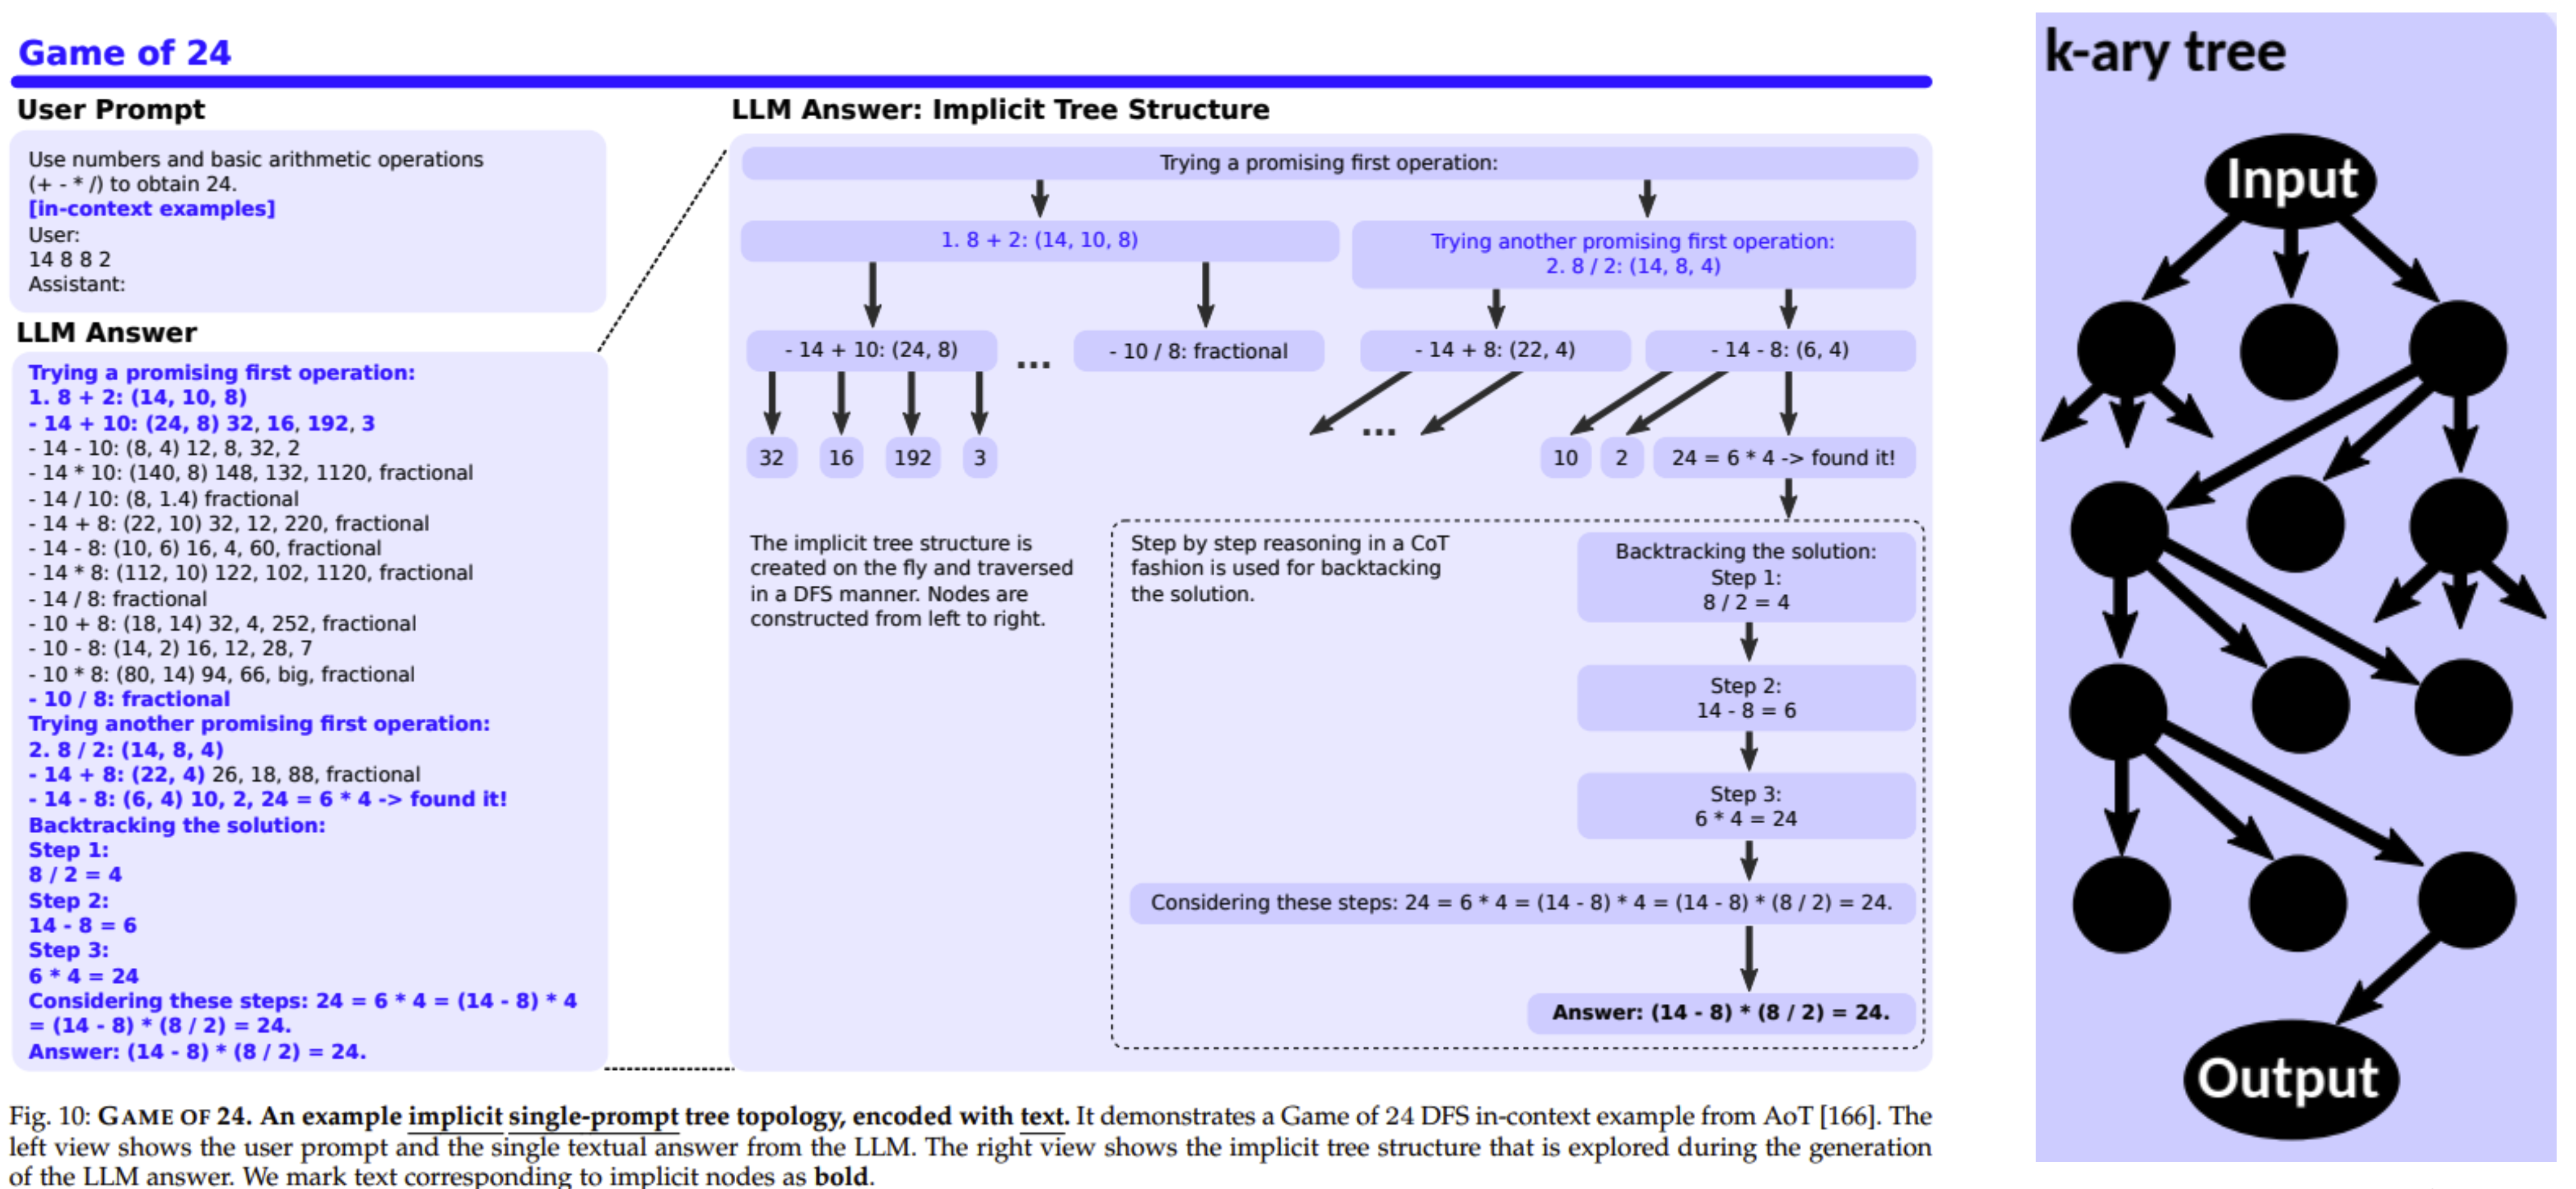 Game of 24
User Prompt
Use numbers and basic arithmetic operations
(+ - * /) to obtain 24.
[in-context examples]
User:
14 8 8 2
Assistant:
LLM Answer
Trying a promising first operation:
1. 8 + 2: (14, 10, 8)
- 14 + 10: (24, 8) 32, 16, 192, 3
- 14 - 10: (8, 4) 12, 8, 32, 2
- 14 * 10: (140, 8) 148, 132, 1120, fractional
- 14 / 10: (8, 1.4) fractional
- 14 + 8: (22, 10) 32, 12, 220, fractional
- 14 - 8: (10, 6) 16, 4, 60, fractional
- 14 * 8: (112, 10) 122, 102, 1120, fractional
- 14 / 8: fractional
- 10 + 8: (18, 14) 32, 4, 252, fractional
- 10 - 8: (14, 2) 16, 12, 28, 7
- 10 * 8: (80, 14) 94, 66, big, fractional
- 10 / 8: fractional
Trying another promising first operation:
2. 8 / 2: (14, 8, 4)
- 14 + 8: (22, 4) 26, 18, 88, fractional
- 14 - 8: (6, 4) 10, 2, 24 = 6 * 4 -> found it!
Backtracking the solution:
Step 1:
8 / 2 = 4
Step 2:
14 - 8 = 6
Step 3:
6 * 4 = 24
Considering these steps: 24 = 6 * 4 = (14 - 8) * 4
= (14 - 8) * (8 / 2) = 24.
Answer: (14 - 8) * (8 / 2) = 24.
LLM Answer: Implicit Tree Structure
Trying a promising first operation:
1. 8 + 2: (14, 10, 8)
Trying another promising first operation:
2. 8 / 2: (14, 8, 4)
- 14 + 10: (24, 8)
...
- 10 / 8: fractional
- 14 + 8: (22, 4)
- 14 - 8: (6, 4)
32
16
192
3
...
10
2
24 = 6 * 4 -> found it!
The implicit tree structure is
created on the fly and traversed
in a DFS manner. Nodes are
constructed from left to right.
Step by step reasoning in a CoT
fashion is used for backtacking
the solution.
Backtracking the solution:
Step 1:
8 / 2 = 4
Step 2:
14 - 8 = 6
Step 3:
6 * 4 = 24
Considering these steps: 24 = 6 * 4 = (14 - 8) * 4 = (14 - 8) * (8 / 2) = 24.
Answer: (14 - 8) * (8 / 2) = 24.
Fig. 10: GAME OF 24. An example implicit single-prompt tree topology, encoded with text. It demonstrates a Game of 24 DFS in-context example from AoT [166]. The
left view shows the user prompt and the single textual answer from the LLM. The right view shows the implicit tree structure that is explored during the generation
of the LLM answer. We mark text corresponding to implicit nodes as bold.
k-ary tree
Input
Output